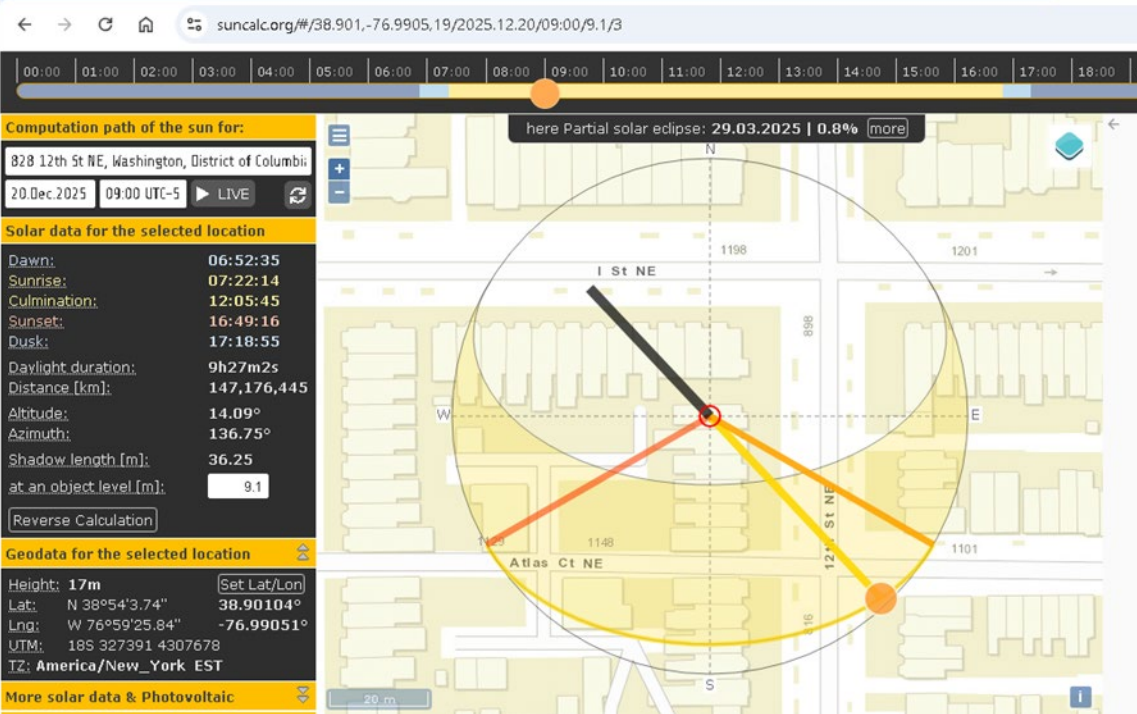 suncalc.org/#/38.901,-76.9905,19/2025.12.20/09:00/9.1/3
00:00 01:00 02:00 03:00 04:00 05:00 06:00 07:00 08:00 09:00 10:00 11:00 12:00 13:00 14:00 15:00 16:00 17:00 18:00
Computation path of the sun for:
828 12th St NE, Washington, District of Columbi
20.Dec.2025 09:00 UTC-5 LIVE
Solar data for the selected location
Dawn: 06:52:35
Sunrise: 07:22:14
Culmination: 12:05:45
Sunset: 16:49:16
Dusk: 17:18:55
Daylight duration: 9h27m2s
Distance [km]: 147,176,445
Altitude: 14.09°
Azimuth: 136.75°
Shadow length [m]: 36.25
at an object level [m]: 9.1
Reverse Calculation
Geodata for the selected location
Height: 17m Set Lat/Lon
Lat: N 38°54'3.74" 38.90104°
Lng: W 76°59'25.84" -76.99051°
UTM: 18S 327391 4307678
TZ: America/New_York EST
More solar data & Photovoltaic
here Partial solar eclipse: 29.03.2025 | 0.8% more
+
−
N
1198
1201
I St NE
898
W
E
12th St NE
1129
1148
1101
Atlas Ct NE
816
S
20 m
i